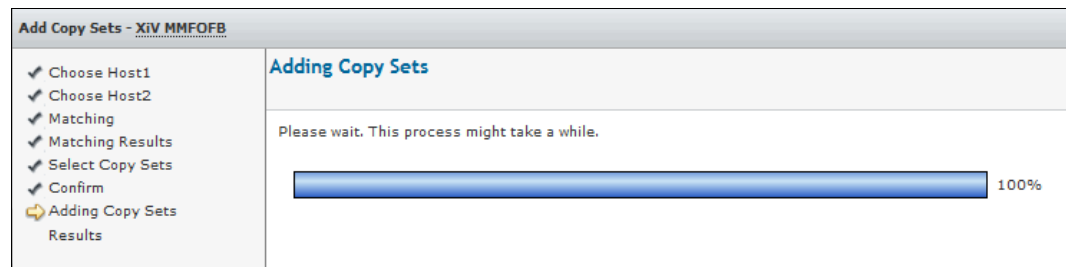 Add Copy Sets - XiV MMFOFB
Choose Host1
Choose Host2
Matching
Matching Results
Select Copy Sets
Confirm
Adding Copy Sets
Results
Adding Copy Sets
Please wait. This process might take a while.
100%